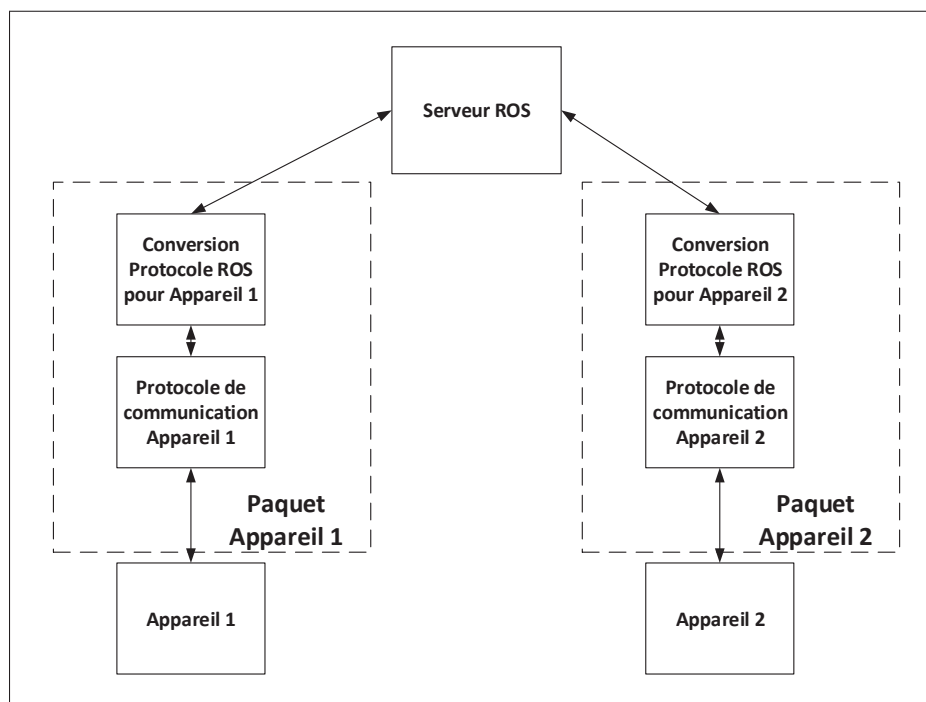 Serveur ROS
Conversion
Protocole ROS
pour Appareil 1
Protocole de
communication
Appareil 1
Paquet
Appareil 1
Appareil 1
Conversion
Protocole ROS
pour Appareil 2
Protocole de
communication
Appareil 2
Paquet
Appareil 2
Appareil 2